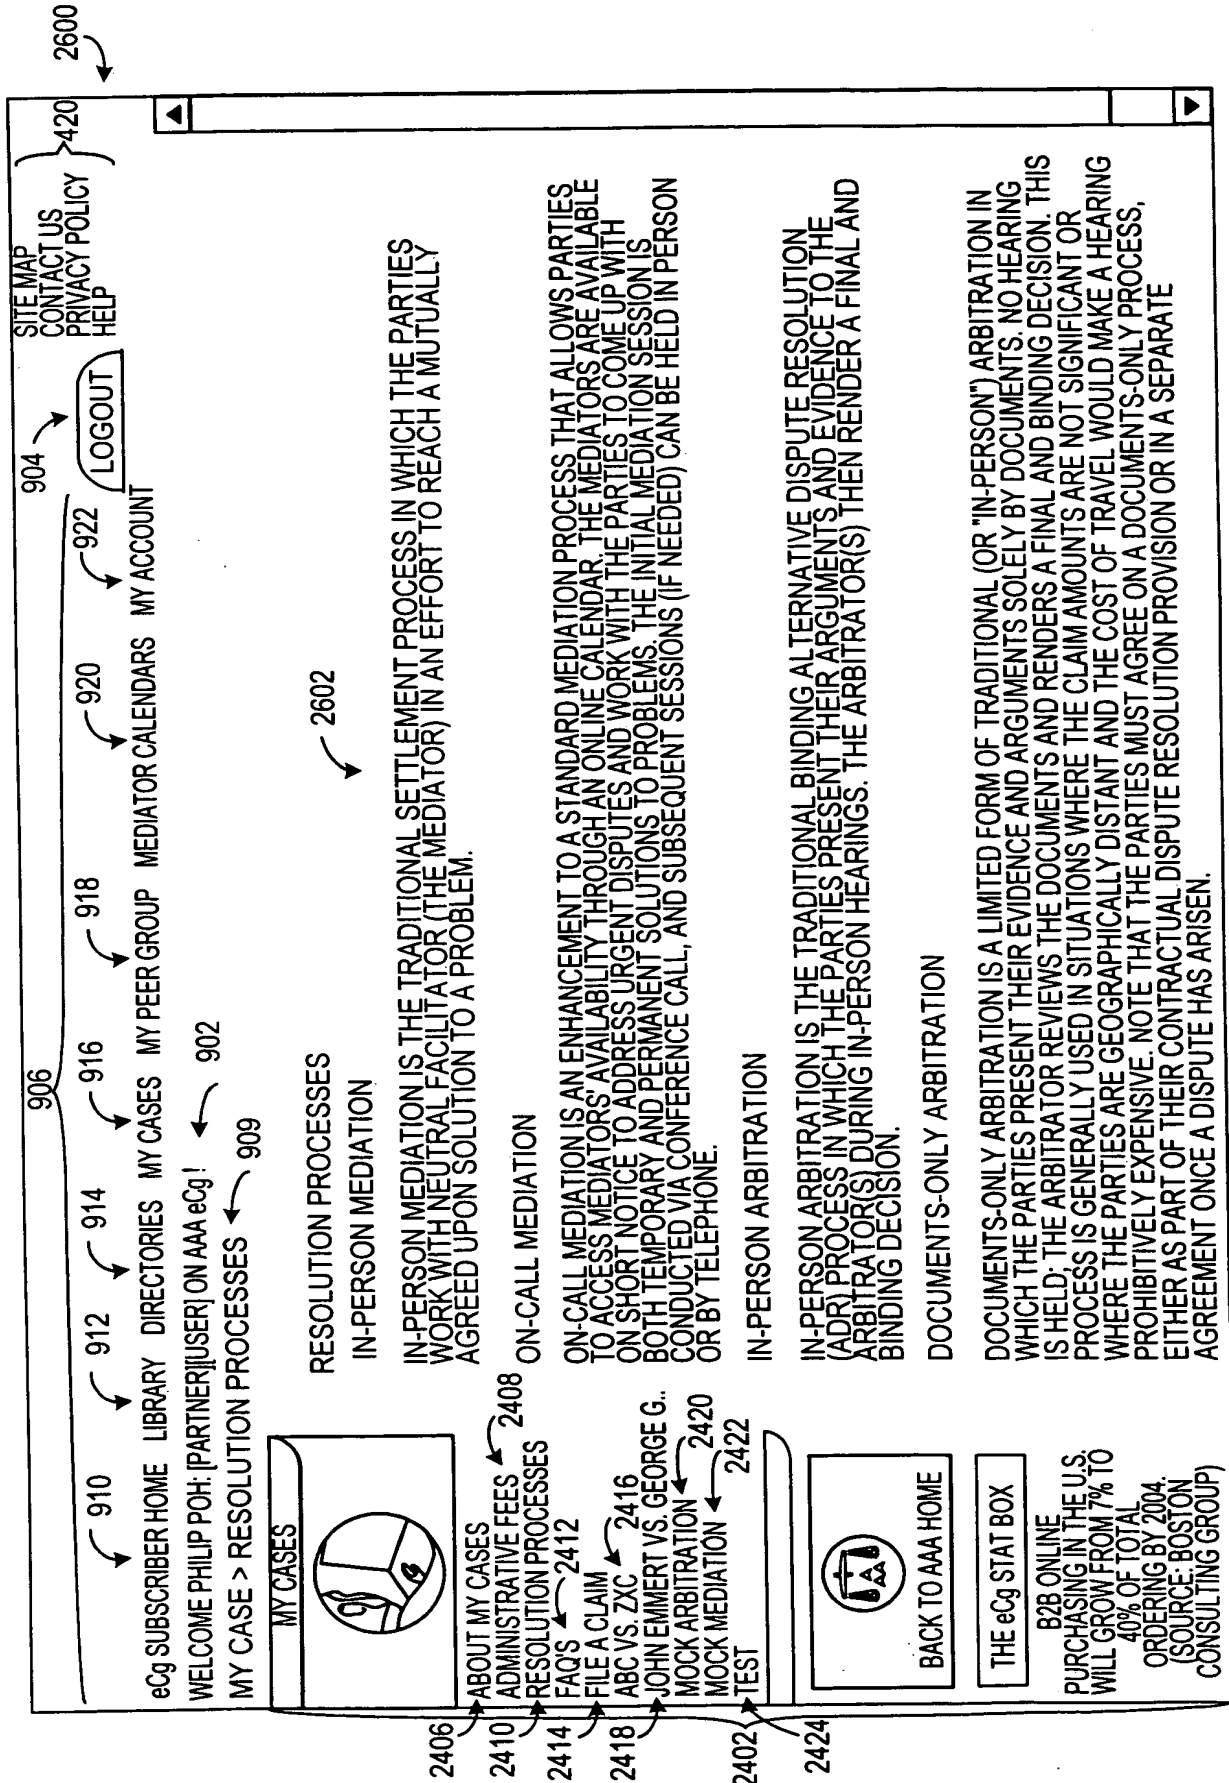 2600
SITE MAP
CONTACT US
PRIVACY POLICY
HELP
420
904
LOGOUT
906
910
912
914
916
918
920
922
eCg SUBSCRIBER HOME LIBRARY DIRECTORIES MY CASES MY PEER GROUP MEDIATOR CALENDARS MY ACCOUNT
WELCOME PHILIP POH: [PARTNER][USER] ON AAA eCg!
902
MY CASE > RESOLUTION PROCESSES
909
MY CASES
2406
ABOUT MY CASES
ADMINISTRATIVE FEES
2408
2410
RESOLUTION PROCESSES
FAQ'S
2412
2414
FILE A CLAIM
ABC VS. ZXC
2416
2418
JOHN EMMERT VS. GEORGE G..
MOCK ARBITRATION
2420
MOCK MEDIATION
2422
TEST
2402
2424
BACK TO AAA HOME
THE eCg STAT BOX
B2B ONLINE
PURCHASING IN THE U.S.
WILL GROW FROM 7% TO
40% OF TOTAL
ORDERING BY 2004.
(SOURCE: BOSTON
CONSULTING GROUP)
RESOLUTION PROCESSES
2602
IN-PERSON MEDIATION
IN-PERSON MEDIATION IS THE TRADITIONAL SETTLEMENT PROCESS IN WHICH THE PARTIES
WORK WITH NEUTRAL FACILITATOR (THE MEDIATOR) IN AN EFFORT TO REACH A MUTUALLY
AGREED UPON SOLUTION TO A PROBLEM.
ON-CALL MEDIATION
ON-CALL MEDIATION IS AN ENHANCEMENT TO A STANDARD MEDIATION PROCESS THAT ALLOWS PARTIES
TO ACCESS MEDIATORS' AVAILABILITY THROUGH AN ONLINE CALENDAR. THE MEDIATORS ARE AVAILABLE
ON SHORT NOTICE TO ADDRESS URGENT DISPUTES AND WORK WITH THE PARTIES TO COME UP WITH
BOTH TEMPORARY AND PERMANENT SOLUTIONS TO PROBLEMS. THE INITIAL MEDIATION SESSION IS
CONDUCTED VIA CONFERENCE CALL, AND SUBSEQUENT SESSIONS (IF NEEDED) CAN BE HELD IN PERSON
OR BY TELEPHONE.
IN-PERSON ARBITRATION
IN-PERSON ARBITRATION IS THE TRADITIONAL BINDING ALTERNATIVE DISPUTE RESOLUTION
(ADR) PROCESS IN WHICH THE PARTIES PRESENT THEIR ARGUMENTS AND EVIDENCE TO THE
ARBITRATOR(S) DURING IN-PERSON HEARINGS. THE ARBITRATOR(S) THEN RENDER A FINAL AND
BINDING DECISION.
DOCUMENTS-ONLY ARBITRATION
DOCUMENTS-ONLY ARBITRATION IS A LIMITED FORM OF TRADITIONAL (OR "IN-PERSON") ARBITRATION IN
WHICH THE PARTIES PRESENT THEIR EVIDENCE AND ARGUMENTS SOLELY BY DOCUMENTS. NO HEARING
IS HELD: THE ARBITRATOR REVIEWS THE DOCUMENTS AND RENDERS A FINAL AND BINDING DECISION. THIS
PROCESS IS GENERALLY USED IN SITUATIONS WHERE THE CLAIM AMOUNTS ARE NOT SIGNIFICANT OR
WHERE THE PARTIES ARE GEOGRAPHICALLY DISTANT AND THE COST OF TRAVEL WOULD MAKE A HEARING
PROHIBITIVELY EXPENSIVE. NOTE THAT THE PARTIES MUST AGREE ON A DOCUMENTS-ONLY PROCESS,
EITHER AS PART OF THEIR CONTRACTUAL DISPUTE RESOLUTION PROVISION OR IN A SEPARATE
AGREEMENT ONCE A DISPUTE HAS ARISEN.